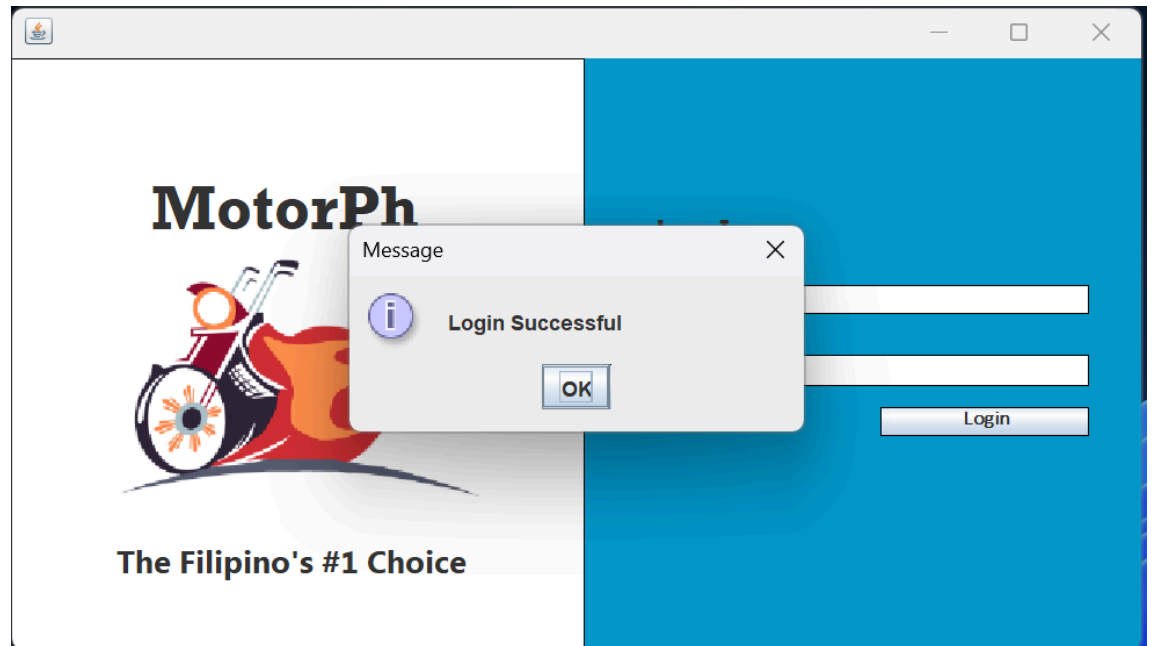 MotorPh
Message
i
Login Successful
OK
Login
The Filipino's #1 Choice